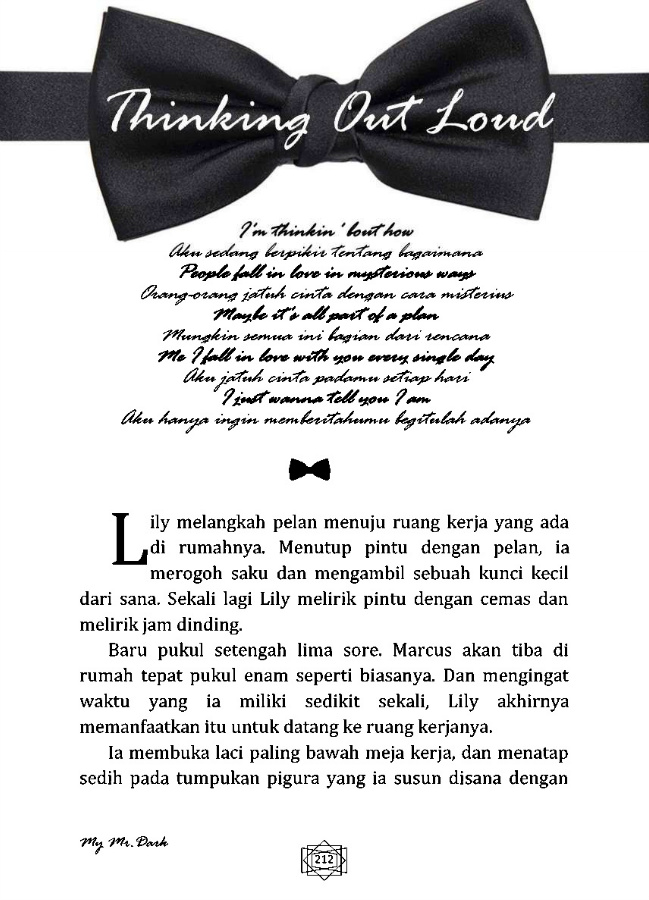 Thinking Out Loud
I'm thinkin' bout how
Aku sedang berpikir tentang bagaimana
People fall in love in mysterious ways
Orang-orang jatuh cinta dengan cara misterius
Maybe it's all part of a plan
Mungkin semua ini bagian dari rencana
Me I fall in love with you every single day
Aku jatuh cinta padamu setiap hari
I just wanna tell you I am
Aku hanya ingin memberitahumu begitulah adanya
Lily melangkah pelan menuju ruang kerja yang ada
di rumahnya. Menutup pintu dengan pelan, ia
merogoh saku dan mengambil sebuah kunci kecil
dari sana. Sekali lagi Lily melirik pintu dengan cemas dan
melirik jam dinding.
Baru pukul setengah lima sore. Marcus akan tiba di
rumah tepat pukul enam seperti biasanya. Dan mengingat
waktu yang ia miliki sedikit sekali, Lily akhirnya
memanfaatkan itu untuk datang ke ruang kerjanya.
Ia membuka laci paling bawah meja kerja, dan menatap
sedih pada tumpukan pigura yang ia susun disana dengan
My Mr. Dark
212